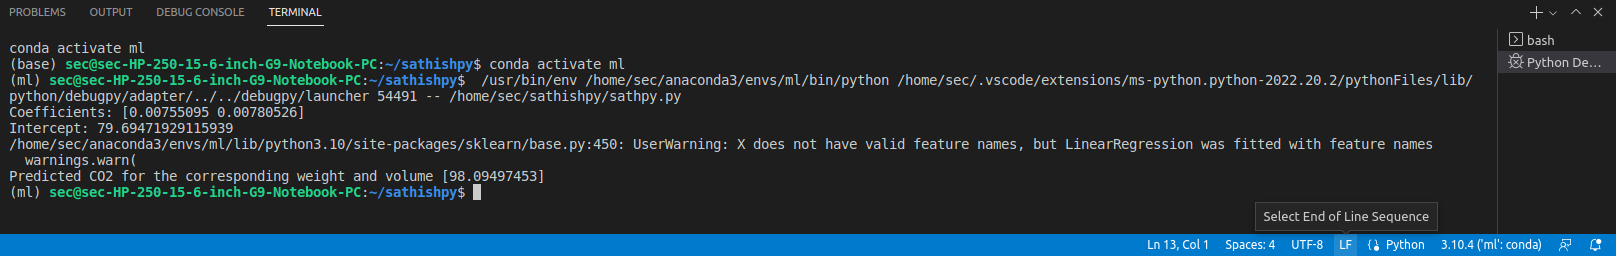 PROBLEMS OUTPUT DEBUG CONSOLE TERMINAL
conda activate ml
(base) sec@sec-HP-250-15-6-inch-G9-Notebook-PC:~/sathishpy$ conda activate ml
(ml) sec@sec-HP-250-15-6-inch-G9-Notebook-PC:~/sathishpy$  /usr/bin/env /home/sec/anaconda3/envs/ml/bin/python /home/sec/.vscode/extensions/ms-python.python-2022.20.2/pythonFiles/lib/
python/debugpy/adapter/../../debugpy/launcher 54491 -- /home/sec/sathishpy/sathpy.py
Coefficients: [0.00755095 0.00780526]
Intercept: 79.69471929115939
/home/sec/anaconda3/envs/ml/lib/python3.10/site-packages/sklearn/base.py:450: UserWarning: X does not have valid feature names, but LinearRegression was fitted with feature names
  warnings.warn(
Predicted CO2 for the corresponding weight and volume [98.09497453]
(ml) sec@sec-HP-250-15-6-inch-G9-Notebook-PC:~/sathishpy$
bash
Python De...
Select End of Line Sequence
Ln 13, Col 1 Spaces: 4 UTF-8 LF Python 3.10.4 ('ml': conda)